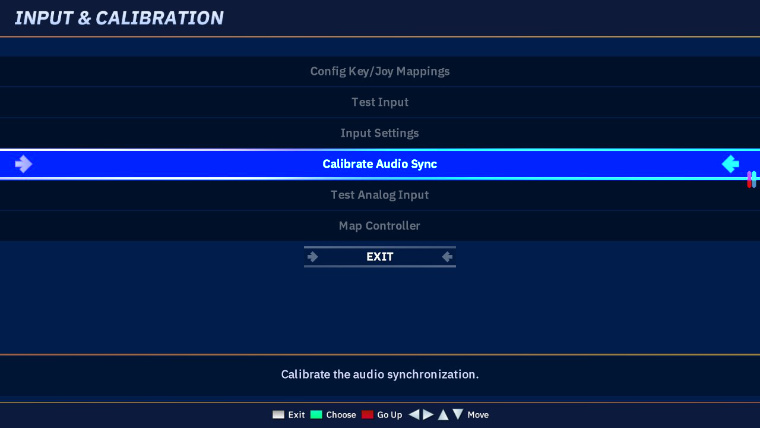 INPUT & CALIBRATION
Config Key/Joy Mappings
Test Input
Input Settings
Calibrate Audio Sync
Test Analog Input
Map Controller
EXIT
Calibrate the audio synchronization.
Exit Choose Go Up Move